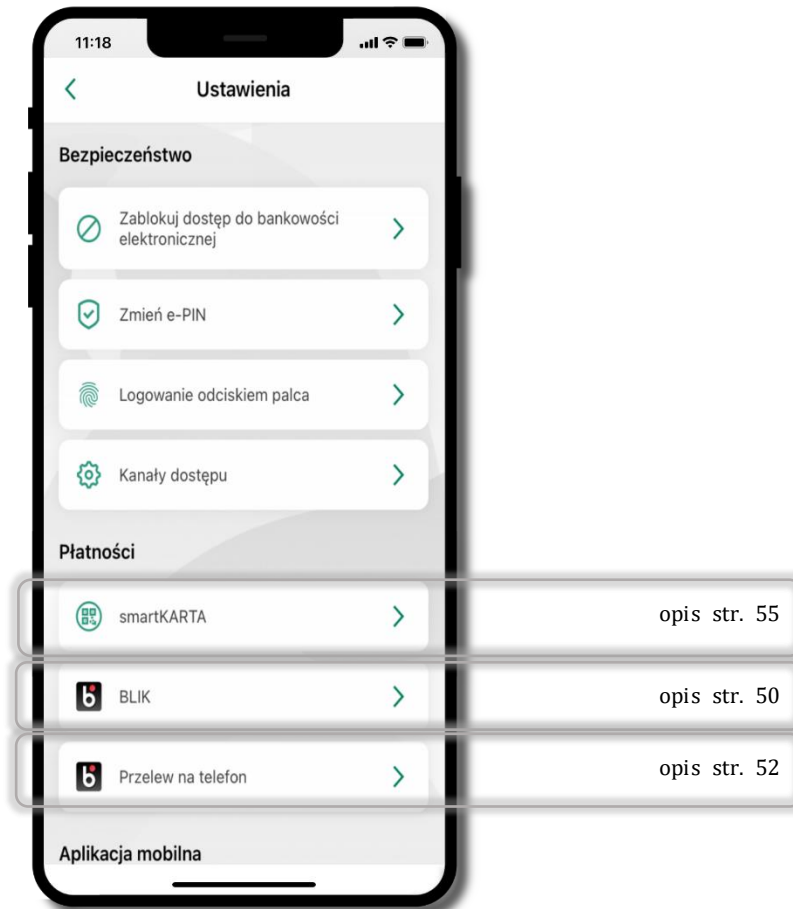 11:18
Ustawienia
Bezpieczeństwo
Zablokuj dostęp do bankowości
elektronicznej
Zmień e-PIN
Logowanie odciskiem palca
Kanały dostępu
Płatności
smartKARTA
opis str. 55
BLIK
opis str. 50
Przelew na telefon
opis str. 52
Aplikacja mobilna